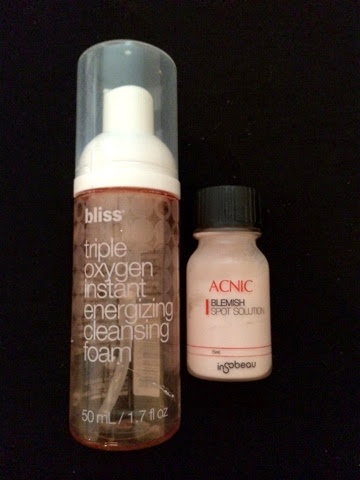 bliss
triple
oxygen
instant
energizing
cleansing
foam
50 mL / 1.7 fl oz
ACNIC
BLEMISH
SPOT SOLUTION
ingobeau